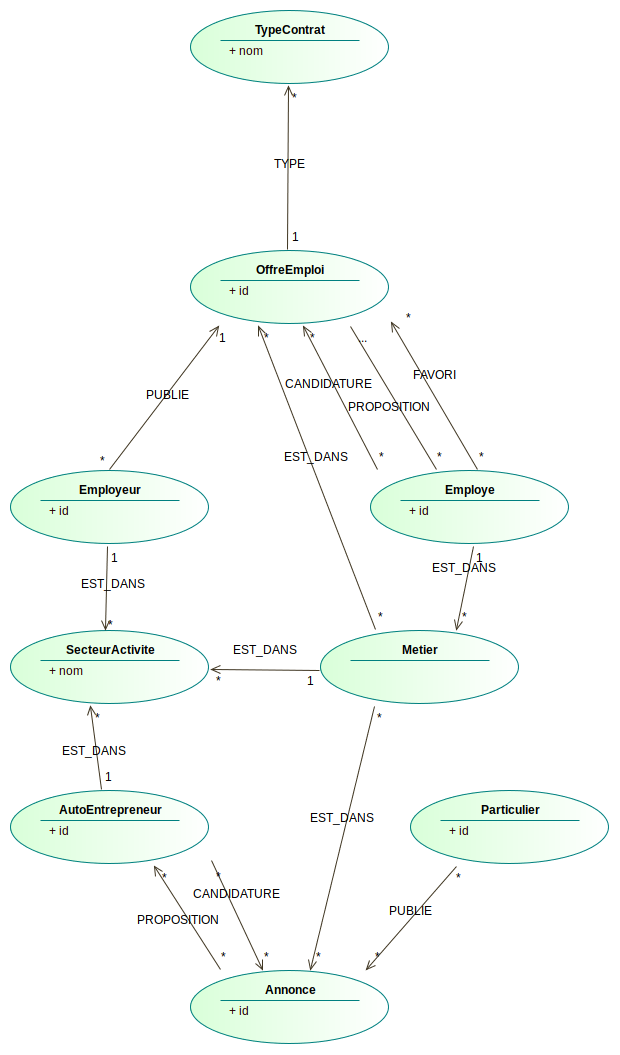 TypeContrat
+ nom
*
TYPE
1
OffreEmploi
+ id
1
*
*
...
*
PUBLIE
CANDIDATURE
PROPOSITION
FAVORI
EST_DANS
*
*
*
*
Employeur
+ id
Employe
+ id
1
1
EST_DANS
EST_DANS
*
*
*
SecteurActivite
+ nom
Metier
EST_DANS
*
1
*
*
EST_DANS
1
AutoEntrepreneur
+ id
Particulier
+ id
EST_DANS
*
*
*
CANDIDATURE
PROPOSITION
PUBLIE
*
*
*
*
Annonce
+ id